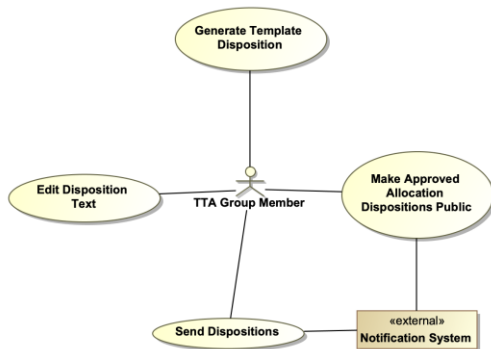 Generate Template
Disposition
Edit Disposition
Text
TTA Group Member
Make Approved
Allocation
Dispositions Public
Send Dispositions
«external»
Notification System